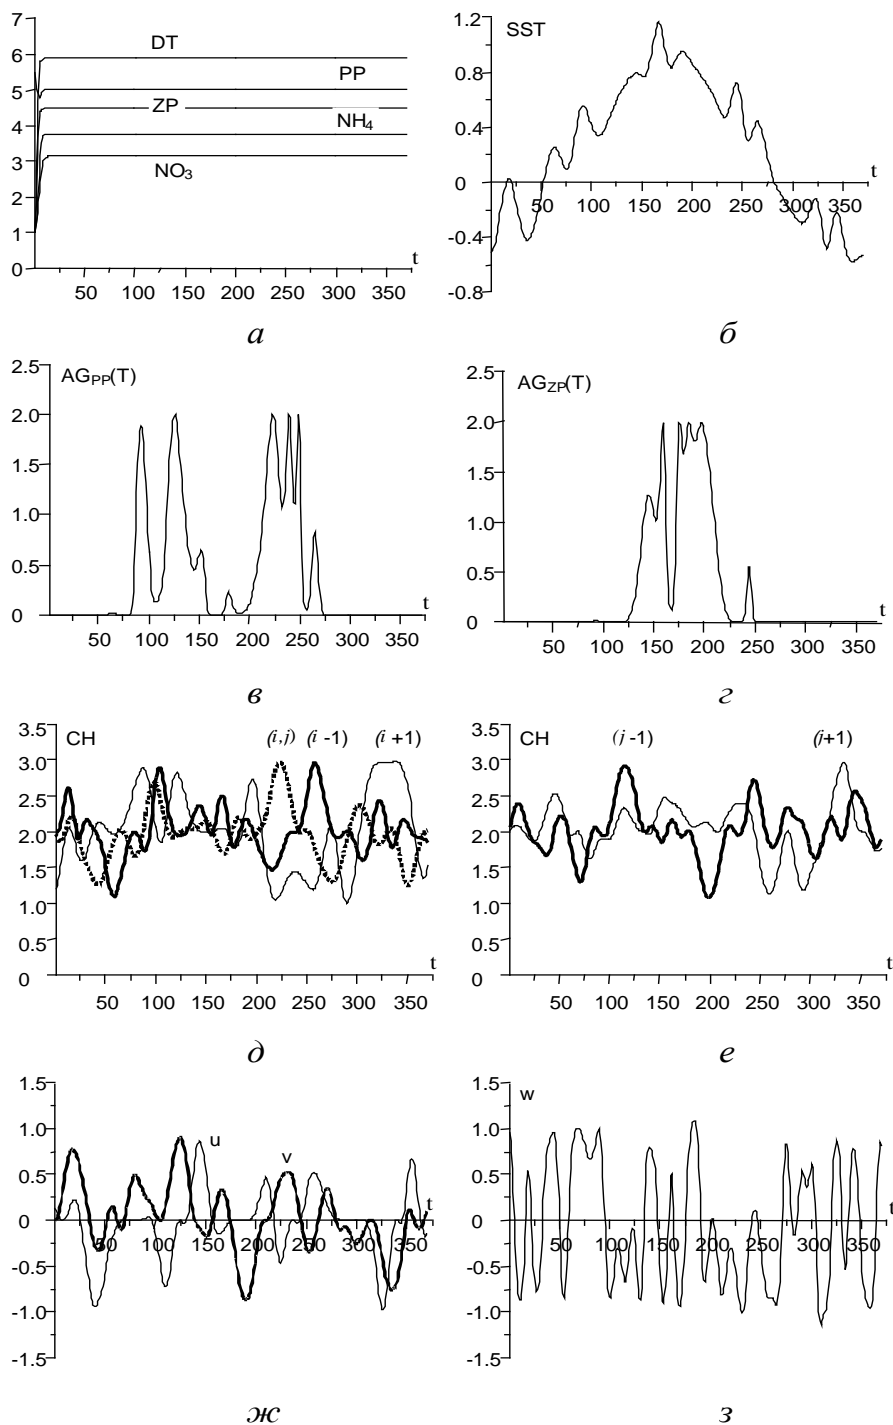 7
6
5
4
3
2
1
0
DT
PP
ZP
NH₄
NO₃
t
50 100 150 200 250 300 350
а
1.2
0.8
0.4
0
-0.4
-0.8
SST
t
50 100 150 200 250 300 350
б
2.5
2.0
1.5
1.0
0.5
0
AGPP(T)
t
50 100 150 200 250 300 350
в
2.5
2.0
1.5
1.0
0.5
0
AGZP(T)
t
50 100 150 200 250 300 350
г
3.5
3.0
2.5
2.0
1.5
1.0
0.5
0
CH
(i,j) (i -1) (i +1)
t
50 100 150 200 250 300 350
д
3.5
3.0
2.5
2.0
1.5
1.0
0.5
0
CH
(j -1) (j+1)
t
50 100 150 200 250 300 350
е
1.5
1.0
0.5
0
-0.5
-1.0
-1.5
u
v
t
50 100 150 200 250 300 350
ж
1.5
1.0
0.5
0
-0.5
-1.0
-1.5
w
t
50 100 150 200 250 300 350
з